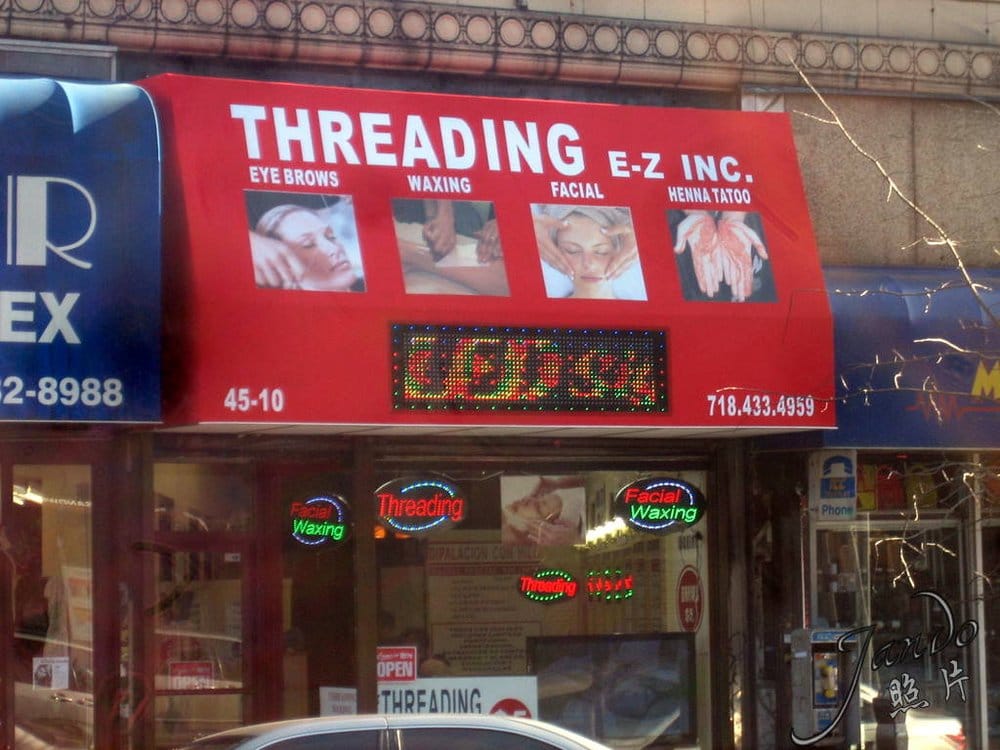 THREADING E-Z INC.
EYE BROWS
WAXING
FACIAL
HENNA TATOO
45-10
718.433.4959
R
EX
2-8988
M
Facial
Waxing
Threading
Facial
Waxing
Phone
Threading
OPEN
THREADING
Jando
照片